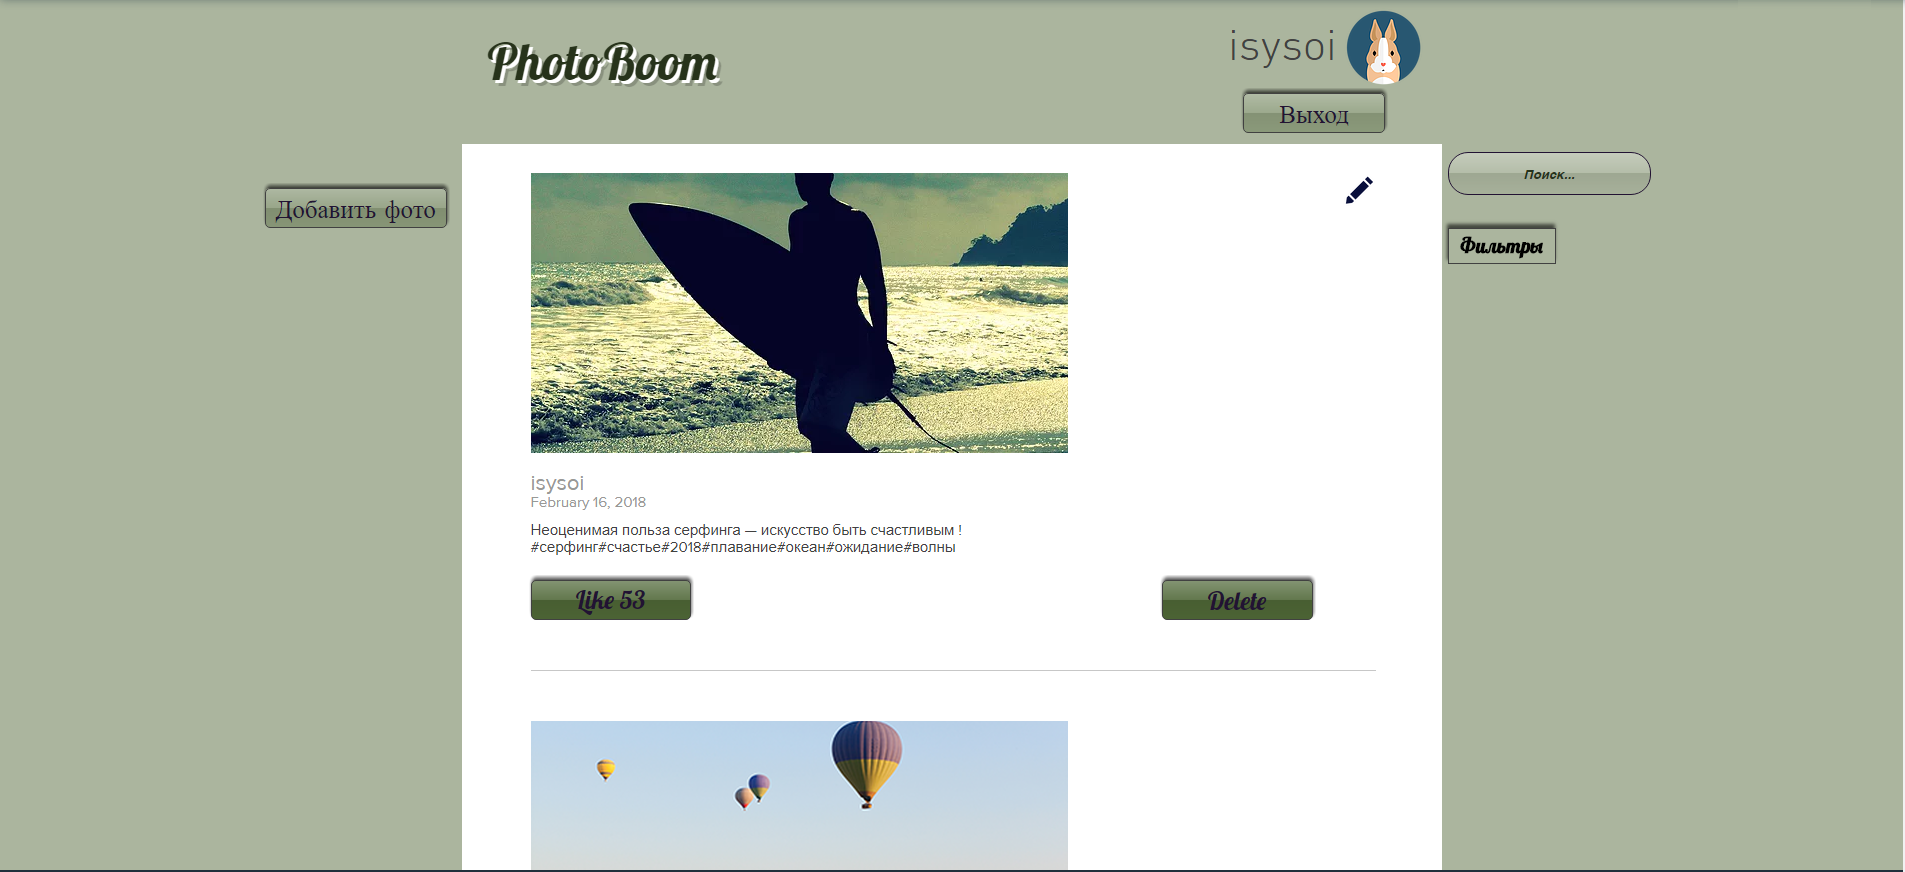 PhotoBoom
isysoi
Выход
Добавить фото
Поиск...
Фильтры
isysoi
February 16, 2018
Неоценимая польза серфинга — искусство быть счастливым !
#серфинг#счастье#2018#плавание#океан#ожидание#волны
Like 53
Delete